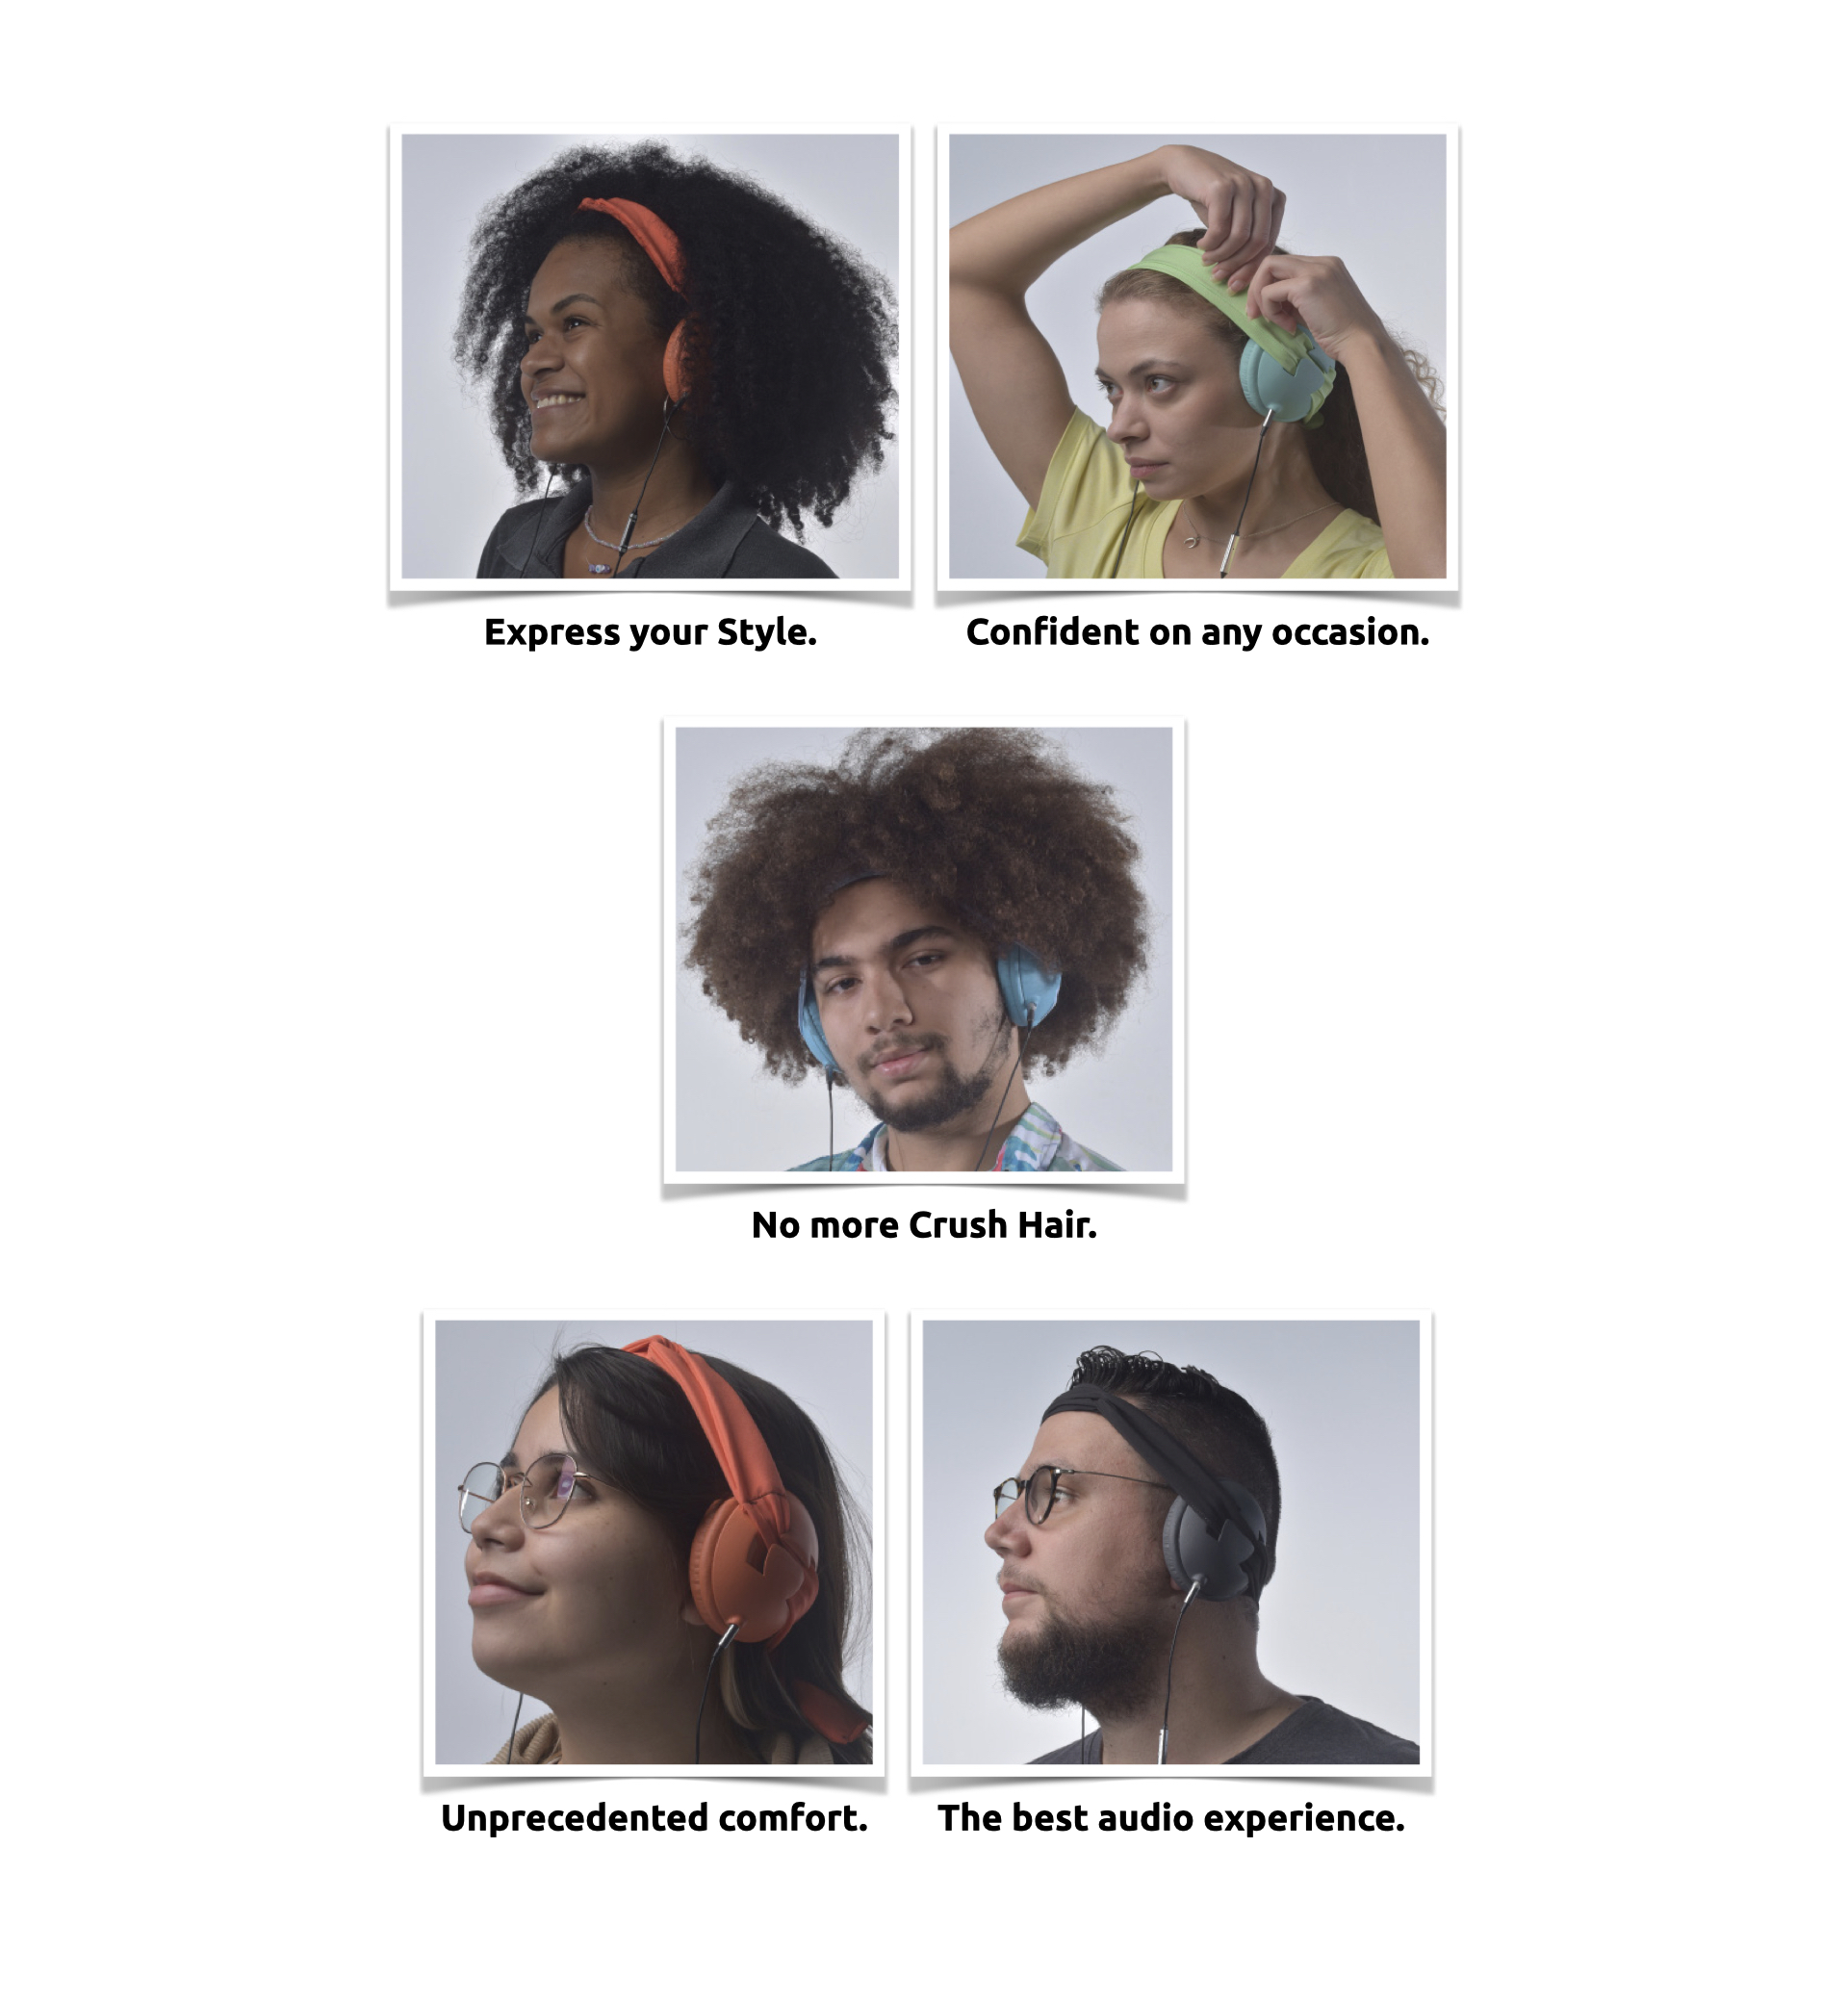 Express your Style.
Confident on any occasion.
No more Crush Hair.
Unprecedented comfort.
The best audio experience.